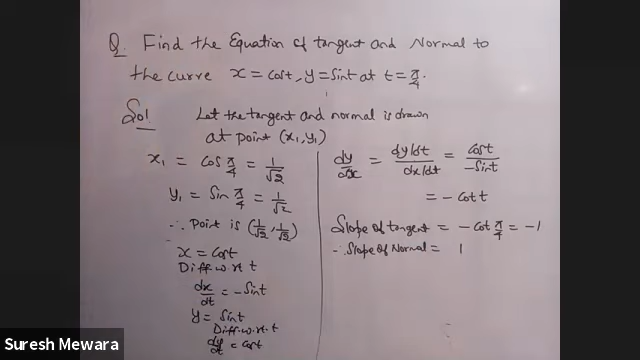 Q. Find the Equation of tangent and Normal to
the curve x = cost, y = sint at t = π/4.
Sol Let the tangent and normal is drawn
at point (x₁, y₁)
x₁ = cos π/4 = 1/√2
y₁ = sin π/4 = 1/√2
∴ Point is (1/√2, 1/√2)
x = cost
Diff w.r.t t
dx/dt = -sint
y = sint
Diff. w.r.t. t
dy/dt = cost
dy/dx = (dy/dt)/(dx/dt) = cost/-sint
= - cot t
Slope of tangent = - cot π/4 = -1
∴ Slope of Normal = 1
Suresh Mewara